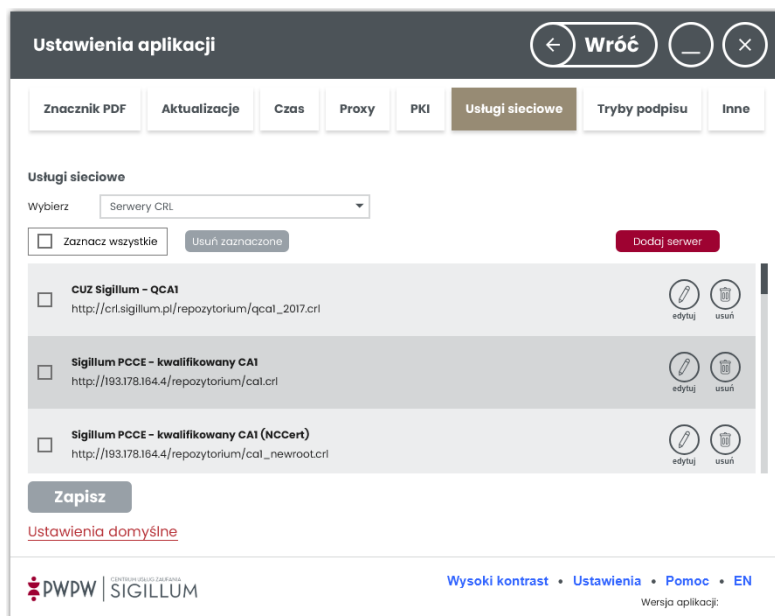 Ustawienia aplikacji
Wróć
Znacznik PDF Aktualizacje Czas Proxy PKI Usługi sieciowe Tryby podpisu Inne
Usługi sieciowe
Wybierz Serwery CRL
Zaznacz wszystkie Usuń zaznaczone Dodaj serwer
CUZ Sigillum - QCA1
http://crl.sigillum.pl/repozytorium/qca1_2017.crl
edytuj usuń
Sigillum PCCE - kwalifikowany CA1
http://193.178.164.4/repozytorium/ca1.crl
edytuj usuń
Sigillum PCCE - kwalifikowany CA1 (NCCert)
http://193.178.164.4/repozytorium/ca1_newroot.crl
edytuj usuń
Zapisz
Ustawienia domyślne
PWPW CENTRUM USŁUG ZAUFANIA
SIGILLUM
Wysoki kontrast • Ustawienia • Pomoc • EN
Wersja aplikacji: